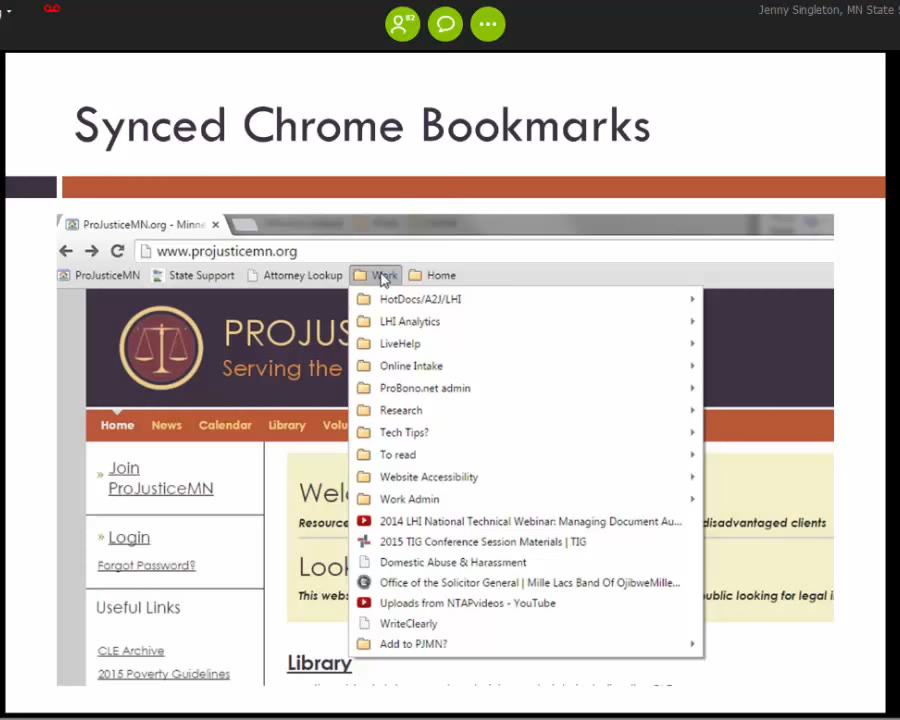 Jenny Singleton, MN State
82
Synced Chrome Bookmarks
ProJusticeMN.org - Minne
www.projusticemn.org
ProJusticeMN State Support Attorney Lookup Work Home
HotDocs/A2J/LHI
LHI Analytics
LiveHelp
Online Intake
ProBono.net admin
Research
Tech Tips?
To read
Website Accessibility
Work Admin
2014 LHI National Technical Webinar: Managing Document Au...
2015 TIG Conference Session Materials | TIG
Domestic Abuse & Harassment
Office of the Solicitor General | Mille Lacs Band Of OjibweMille...
Uploads from NTAPvideos - YouTube
WriteClearly
Add to PJMN?
PROJUS
Serving the
Home News Calendar Library Volu
» Join
ProJusticeMN
» Login
Forgot Password?
Useful Links
CLE Archive
2015 Poverty Guidelines
Wel
Resource disadvantaged clients
Look
This webs public looking for legal i
Library